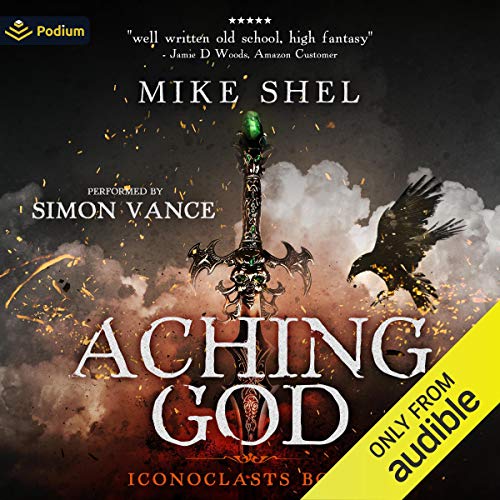 Podium
★★★★★
"well written old school, high fantasy"
- Jamie D Woods, Amazon Customer
MIKE SHEL
PERFORMED BY
SIMON VANCE
ACHING
GOD
ICONOCLASTS
ONLY FROM
audible